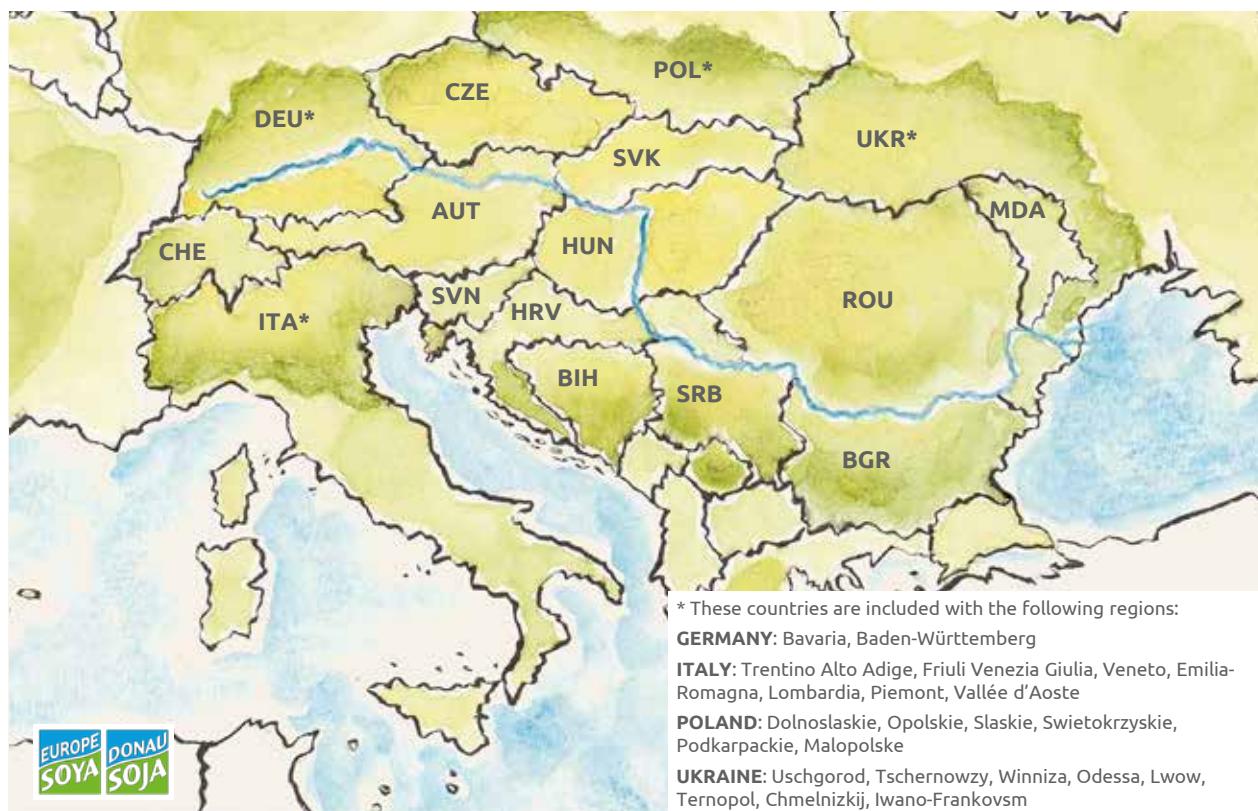 POL*
CZE
DEU*
UKR*
SVK
AUT
MDA
CHE
HUN
SVN
ROU
HRV
ITA*
BIH
SRB
BGR
* These countries are included with the following regions:
GERMANY: Bavaria, Baden-Württemberg
ITALY: Trentino Alto Adige, Friuli Venezia Giulia, Veneto, Emilia-
Romagna, Lombardia, Piemont, Vallée d’Aoste
POLAND: Dolnoslaskie, Opolskie, Slaskie, Swietokrzyskie,
Podkarpackie, Malopolske
UKRAINE: Uschgorod, Tschernowzy, Winniza, Odessa, Lwow,
Ternopol, Chmelnizkij, Iwano-Frankovsm
EUROPE
SOYA
DONAU
SOJA